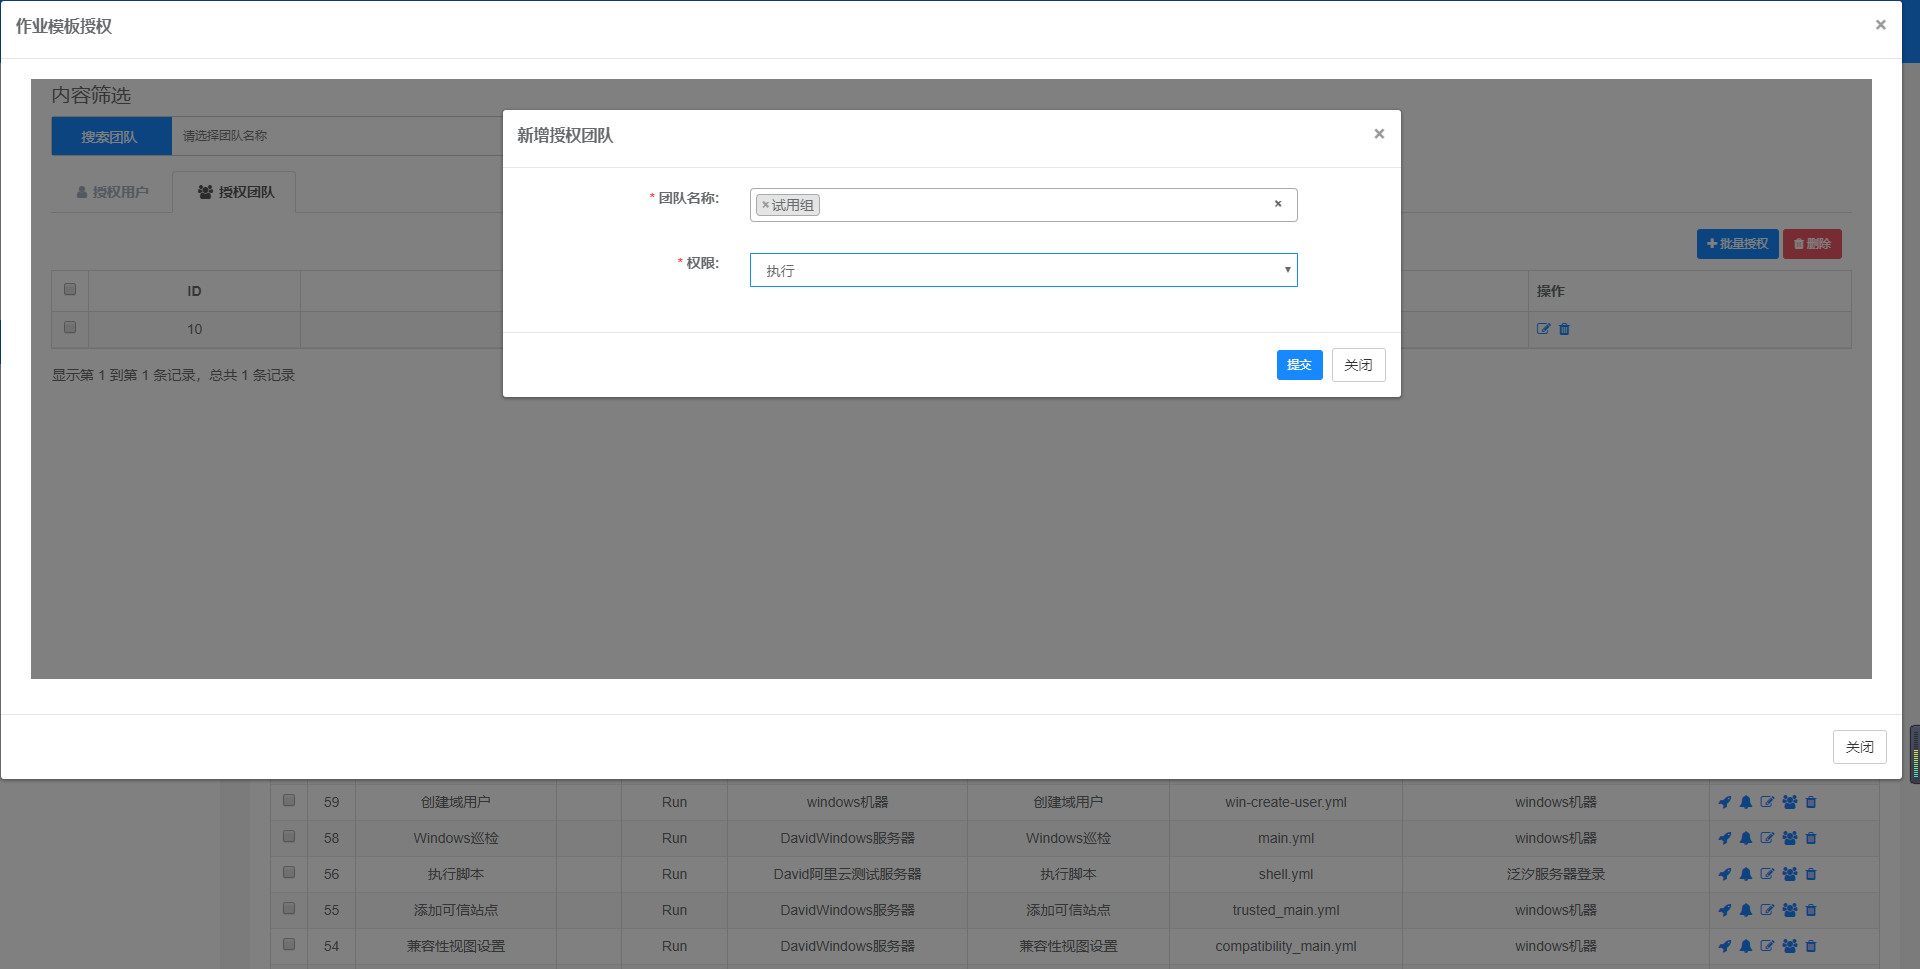 作业模板授权
×
内容筛选
搜索团队 请选择团队名称
授权用户 授权团队
新增授权团队 ×
* 团队名称: ×试用组 ×
* 权限: 执行
提交 关闭
批量授权 删除
ID 操作
10
显示第 1 到第 1 条记录，总共 1 条记录
关闭
59 创建域用户 Run windows机器 创建域用户 win-create-user.yml windows机器
58 Windows巡检 Run DavidWindows服务器 Windows巡检 main.yml windows机器
56 执行脚本 Run David阿里云测试服务器 执行脚本 shell.yml 泛汐服务器登录
55 添加可信站点 Run DavidWindows服务器 添加可信站点 trusted_main.yml windows机器
54 兼容性视图设置 Run DavidWindows服务器 兼容性视图设置 compatibility_main.yml windows机器